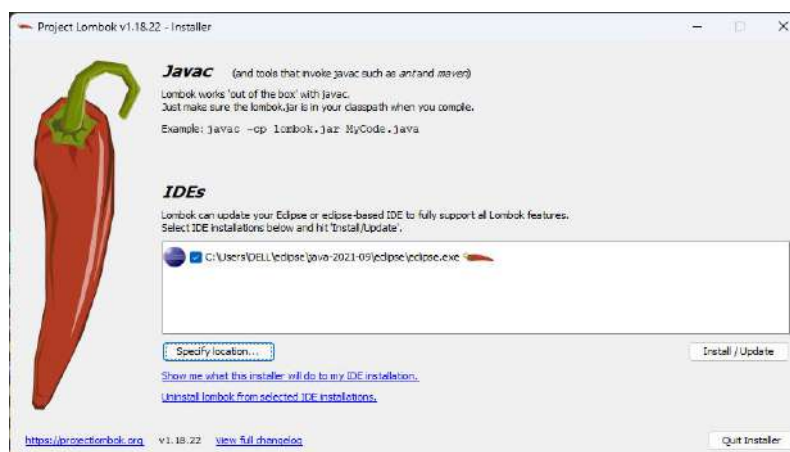 Project Lombok v1.18.22 - Installer
Javac (and tools that invoke javac such as ant and maven)
Lombok works 'out of the box' with javac.
Just make sure the lombok.jar is in your classpath when you compile.
Example: javac -cp lombok.jar MyCode.java
IDEs
Lombok can update your Eclipse or eclipse-based IDE to fully support all Lombok features.
Select IDE installations below and hit 'Install/Update'.
C:\Users\DELL\eclipse\java-2021-09\eclipse\eclipse.exe
Specify location...
Install / Update
Show me what this installer will do to my IDE installation.
Uninstall lombok from selected IDE installations.
https://projectlombok.org v1.18.22 View full changelog
Quit Installer